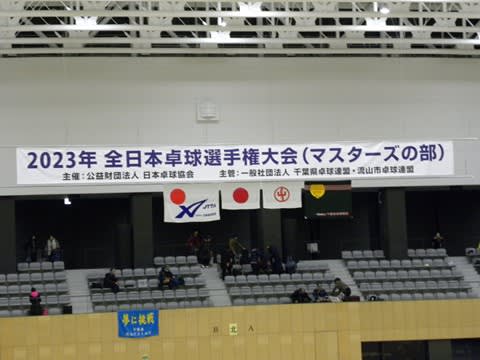 2023年 全日本卓球選手権大会(マスターズの部)
主催:公益財団法人 日本卓球協会　主管:一般社団法人 千葉県卓球連盟・流山市卓球連盟
JTTA
夢に挑戦
B 北 A